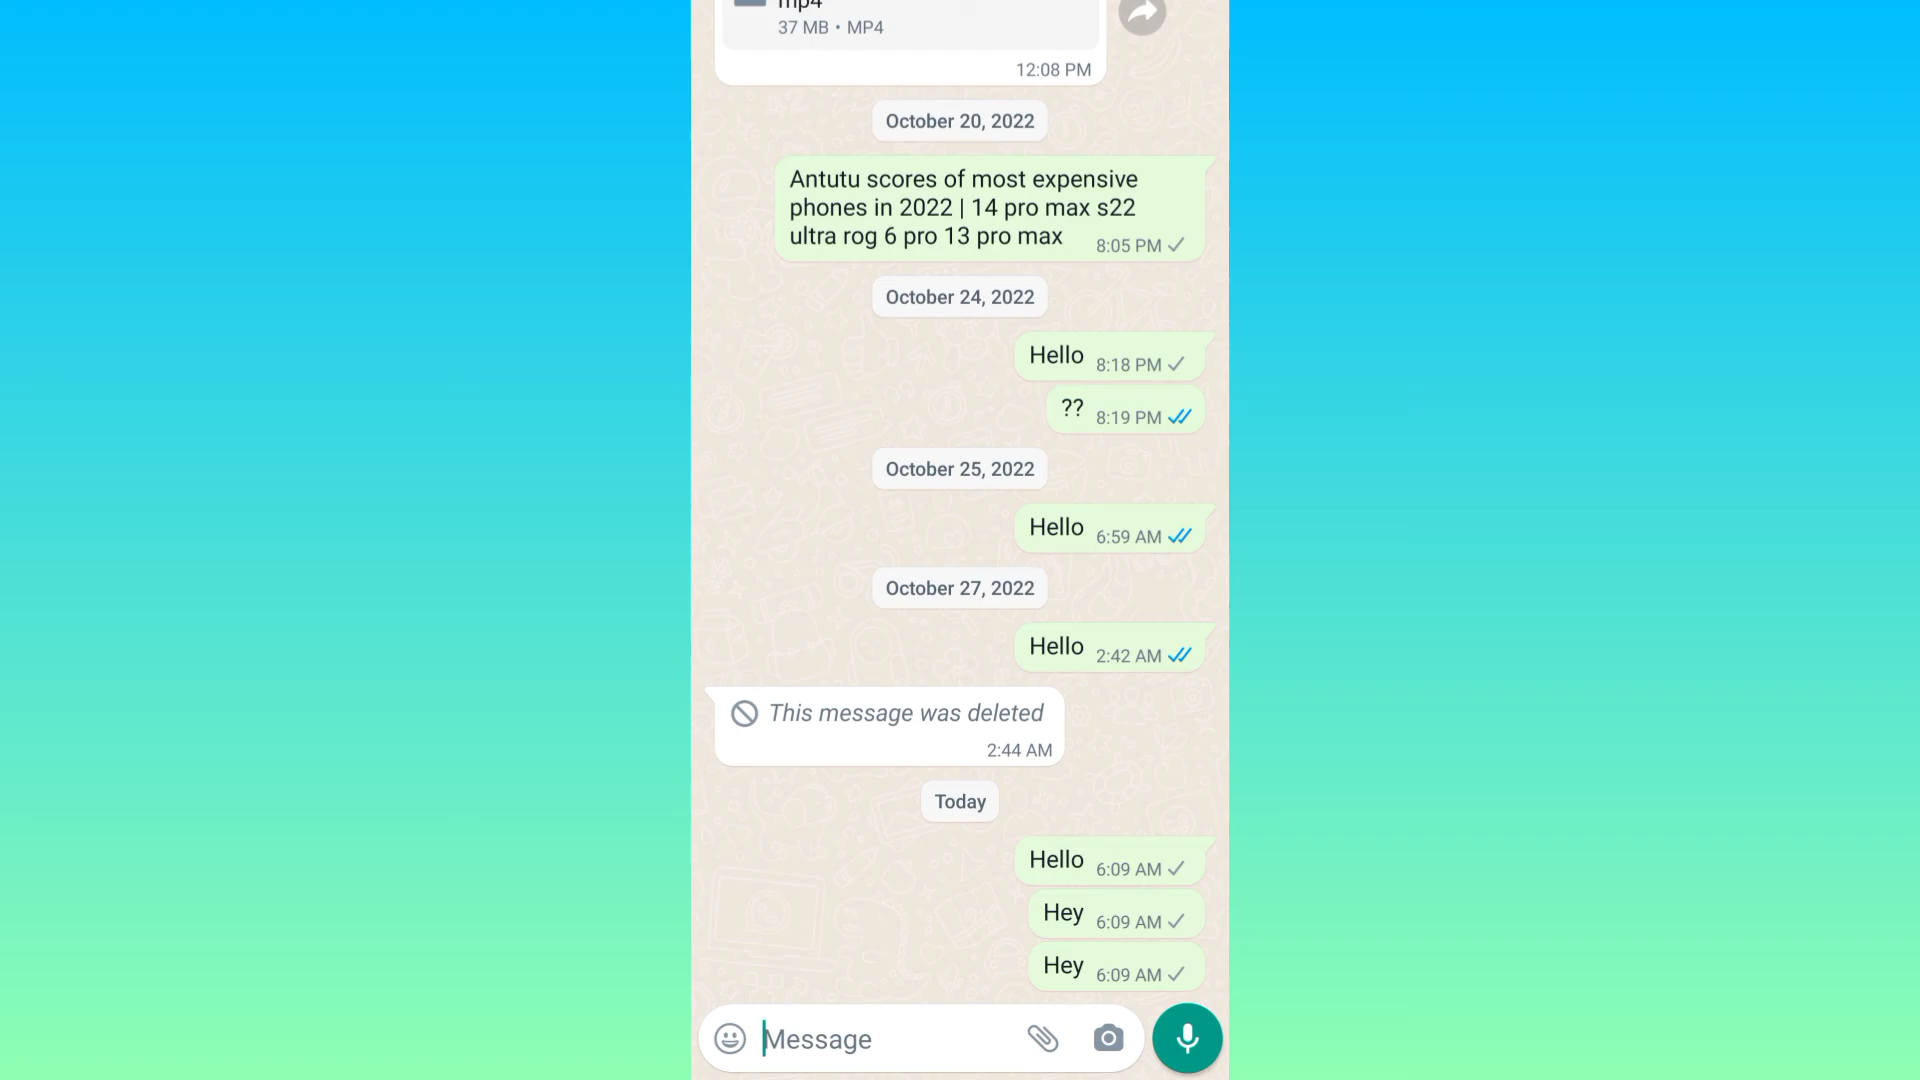 mp4
37 MB • MP4
12:08 PM
October 20, 2022
Antutu scores of most expensive
phones in 2022 | 14 pro max s22
ultra rog 6 pro 13 pro max
8:05 PM
October 24, 2022
Hello 8:18 PM
?? 8:19 PM
October 25, 2022
Hello 6:59 AM
October 27, 2022
Hello 2:42 AM
This message was deleted
2:44 AM
Today
Hello 6:09 AM
Hey 6:09 AM
Hey 6:09 AM
Message